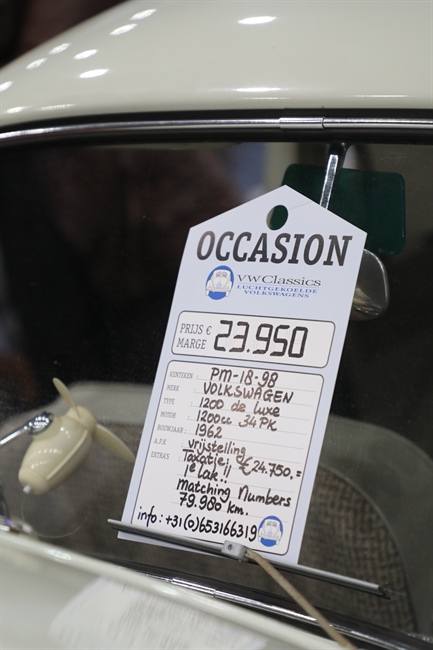 OCCASION
VW Classics
LUCHTGEKOELDE
VOLKSWAGENS
PRIJS €
MARGE 23.950
KENTEKEN : PM-18-98
MERK : VOLKSWAGEN
TYPE : 1200 de luxe
MOTOR : 1200cc 34PK
BOUWJAAR : 1962
A.P.K : vrijstelling
EXTRA'S : Taxatie: €24.750,=
1e Lak!!
matching Numbers
79.980 km.
info: +31(0)653166319